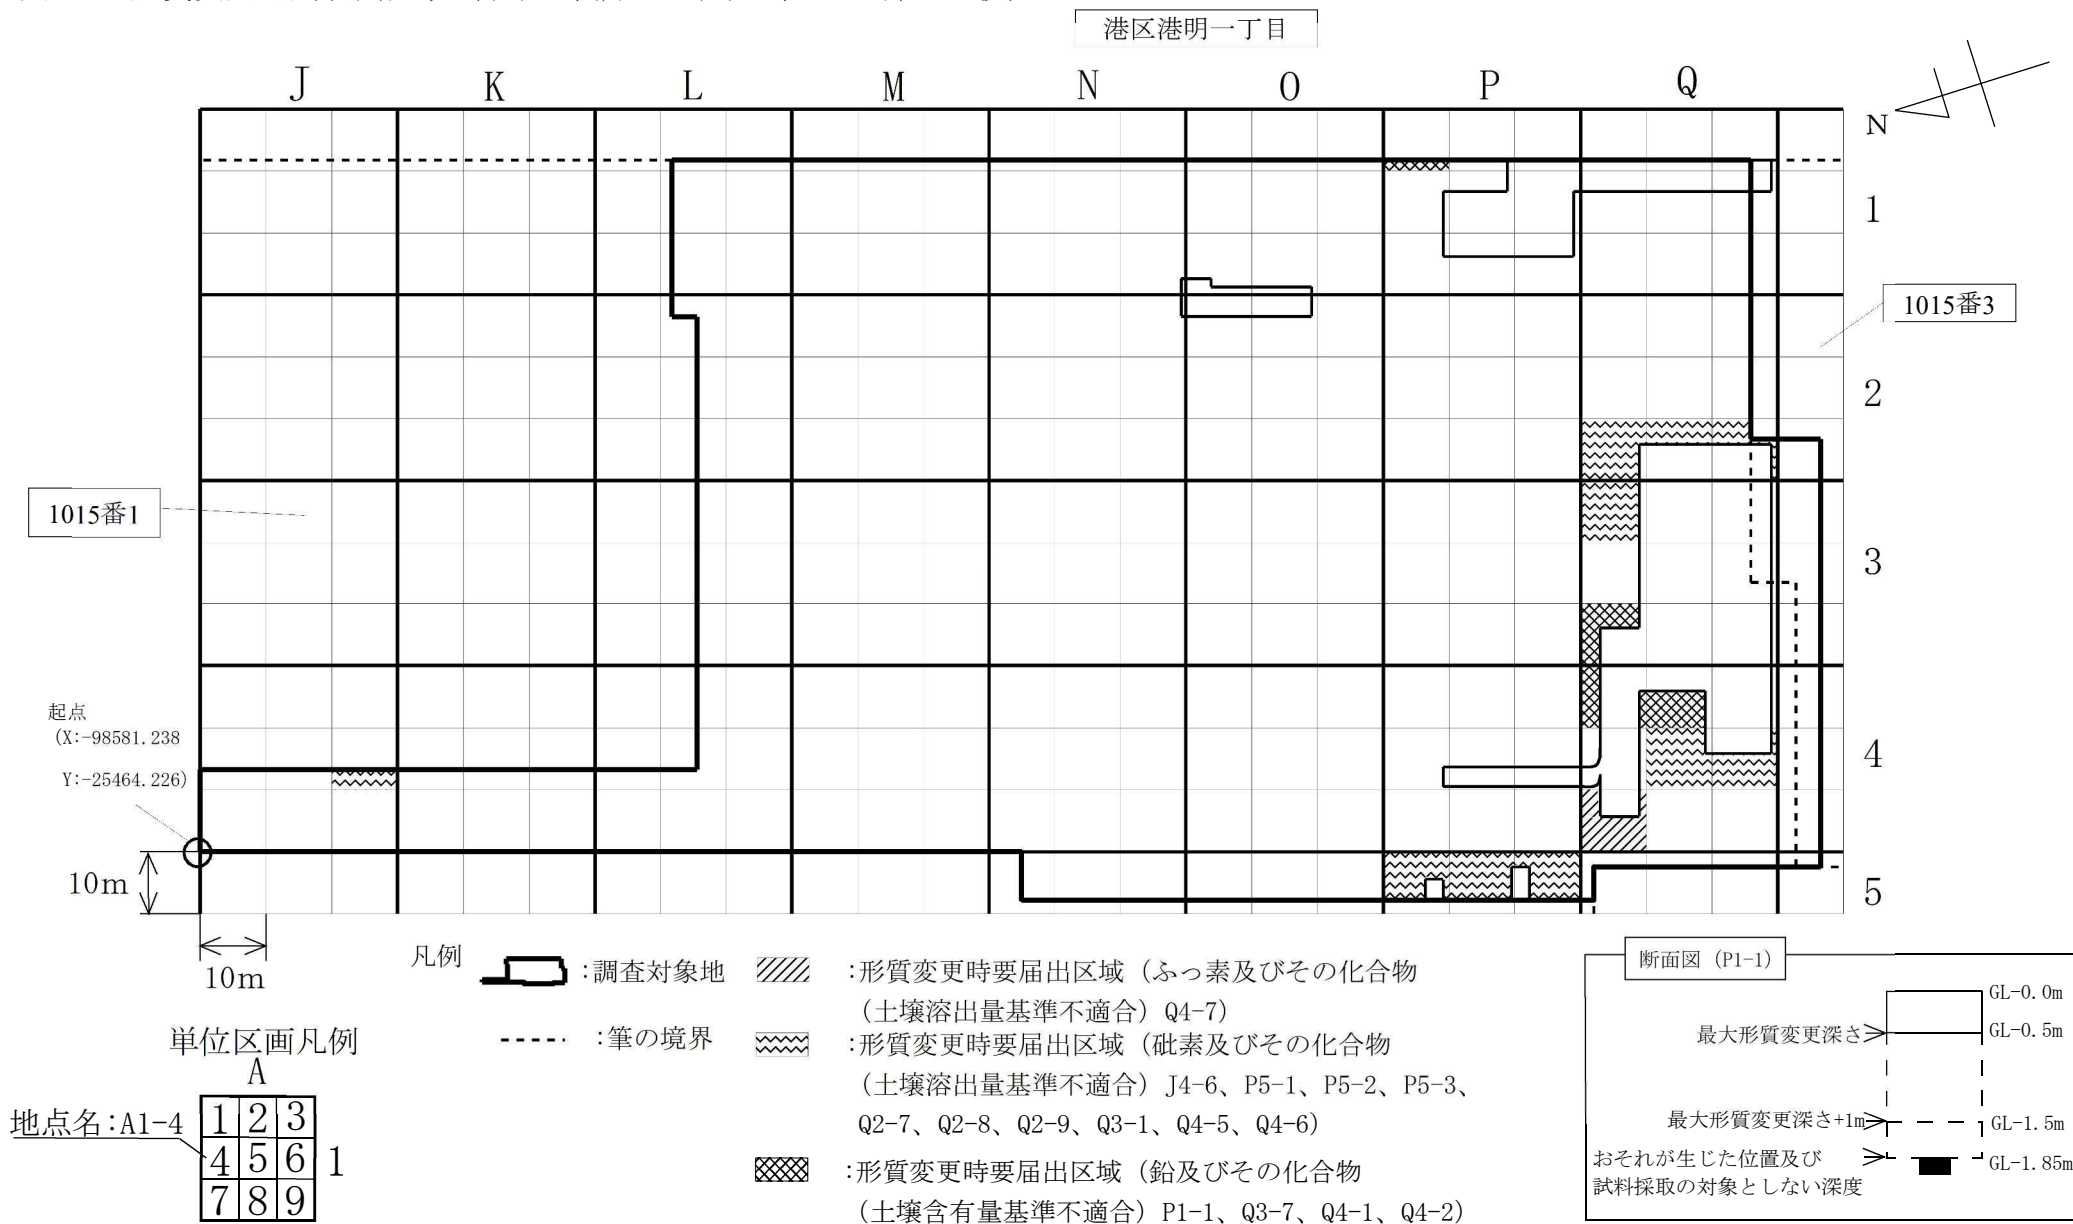 港区港明一丁目
J K L M N O P Q
N
1
1015番3
2
1015番1
3
起点
(X:-98581.238
Y:-25464.226)
4
10m
5
10m
凡例
:調査対象地
:筆の境界
:形質変更時要届出区域（ふっ素及びその化合物
（土壌溶出量基準不適合）Q4-7）
:形質変更時要届出区域（砒素及びその化合物
（土壌溶出量基準不適合）J4-6、P5-1、P5-2、P5-3、
Q2-7、Q2-8、Q2-9、Q3-1、Q4-5、Q4-6）
:形質変更時要届出区域（鉛及びその化合物
（土壌含有量基準不適合）P1-1、Q3-7、Q4-1、Q4-2）
単位区画凡例
A
地点名:A1-4
1 2 3
4 5 6 1
7 8 9
断面図（P1-1）
GL-0.0m
最大形質変更深さ GL-0.5m
最大形質変更深さ+1m GL-1.5m
おそれが生じた位置及び GL-1.85m
試料採取の対象としない深度